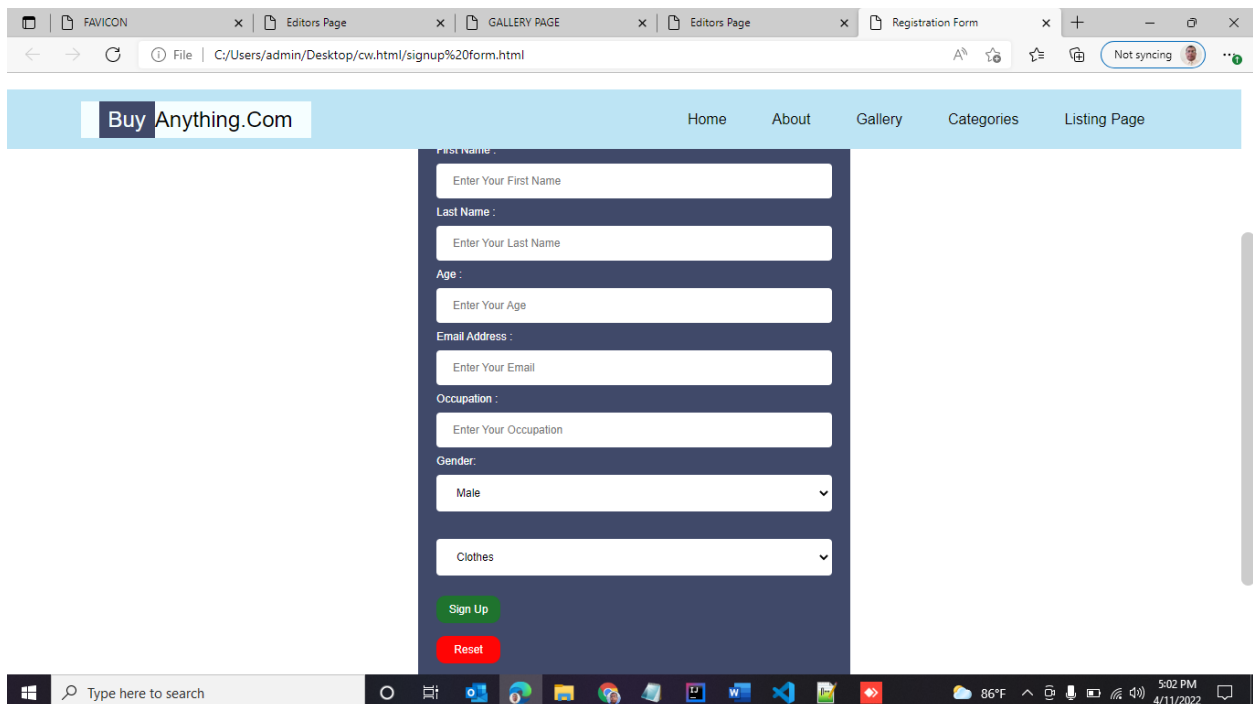 FAVICON
Editors Page
GALLERY PAGE
Editors Page
Registration Form
File
C:/Users/admin/Desktop/cw.html/signup%20form.html
Not syncing
Buy Anything.Com
Home About Gallery Categories Listing Page
First Name :
Enter Your First Name
Last Name :
Enter Your Last Name
Age :
Enter Your Age
Email Address :
Enter Your Email
Occupation :
Enter Your Occupation
Gender:
Male
Clothes
Sign Up
Reset
Type here to search
86°F
5:02 PM
4/11/2022